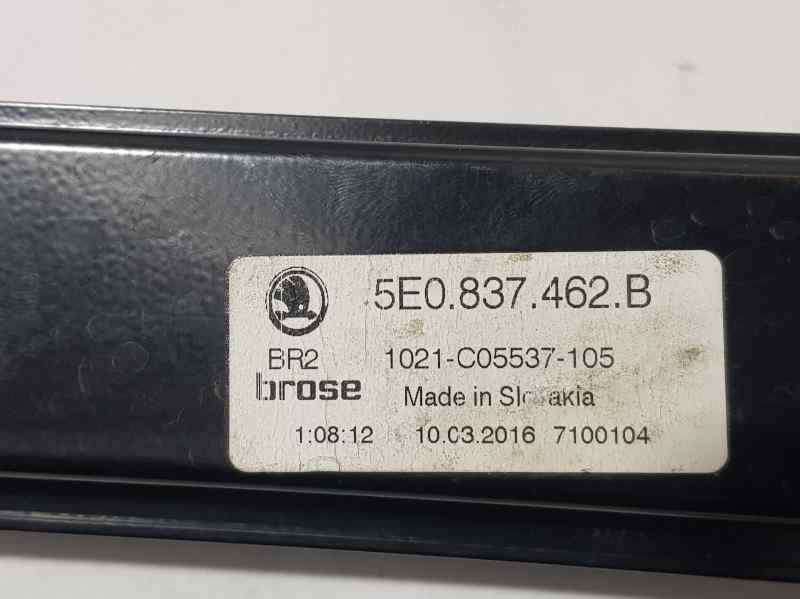 5E0.837.462.B
BR2 1021-C05537-105
brose Made in Slovakia
1:08:12 10.03.2016 7100104